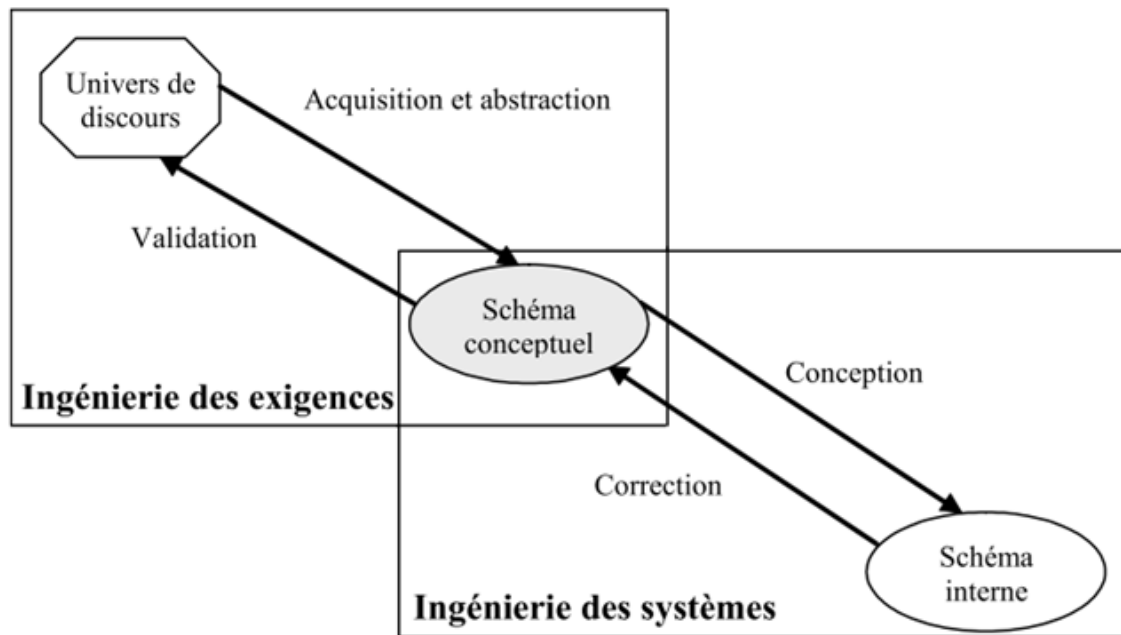 Univers de
discours
Acquisition et abstraction
Validation
Schéma
conceptuel
Ingénierie des exigences
Conception
Correction
Schéma
interne
Ingénierie des systèmes